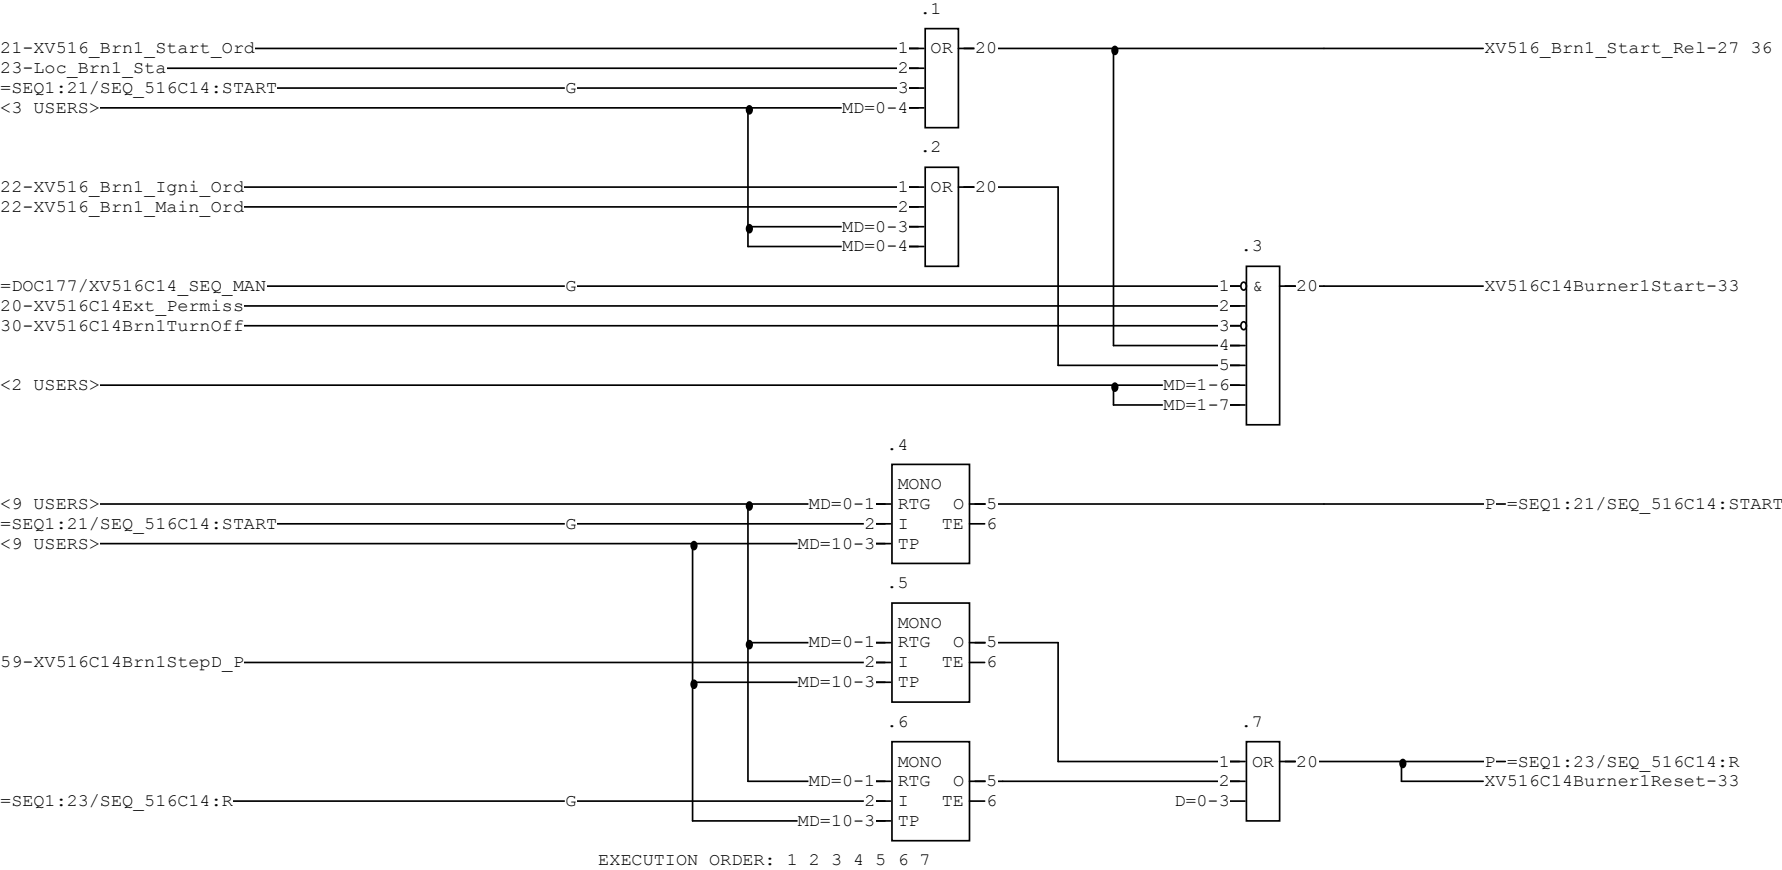 .1
21-XV516_Brn1_Start_Ord 1 OR 20 XV516_Brn1_Start_Rel-27 36
23-Loc_Brn1_Sta 2
=SEQ1:21/SEQ_516C14:START G 3
<3 USERS> MD=0-4
.2
22-XV516_Brn1_Igni_Ord 1 OR 20
22-XV516_Brn1_Main_Ord 2
MD=0-3
MD=0-4
.3
=DOC177/XV516C14_SEQ_MAN G 1 & 20 XV516C14Burner1Start-33
20-XV516C14Ext_Permiss 2
30-XV516C14Brn1TurnOff 3
4
5
<2 USERS> MD=1-6
MD=1-7
.4
MONO
<9 USERS> MD=0-1 RTG O 5 P-=SEQ1:21/SEQ_516C14:START
=SEQ1:21/SEQ_516C14:START G 2 I TE 6
<9 USERS> MD=10-3 TP
.5
MONO
MD=0-1 RTG O 5
59-XV516C14Brn1StepD_P 2 I TE 6
MD=10-3 TP
.6 .7
MONO 1 OR 20 P-=SEQ1:23/SEQ_516C14:R
MD=0-1 RTG O 5 2 XV516C14Burner1Reset-33
=SEQ1:23/SEQ_516C14:R G 2 I TE 6 D=0-3
MD=10-3 TP
EXECUTION ORDER: 1 2 3 4 5 6 7